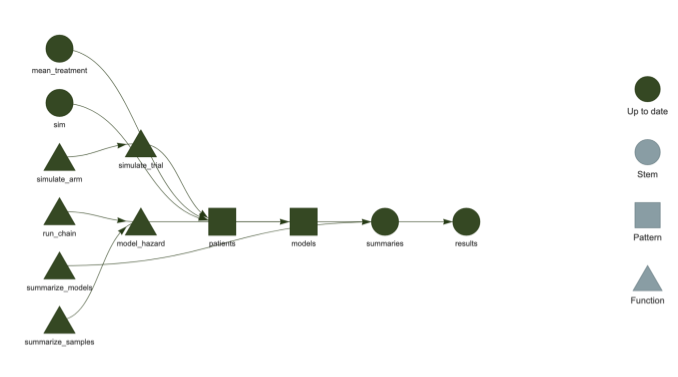 mean_treatment
sim
simulate_arm
simulate_trial
run_chain
model_hazard
patients
models
summaries
results
summarize_models
summarize_samples
Up to date
Stem
Pattern
Function